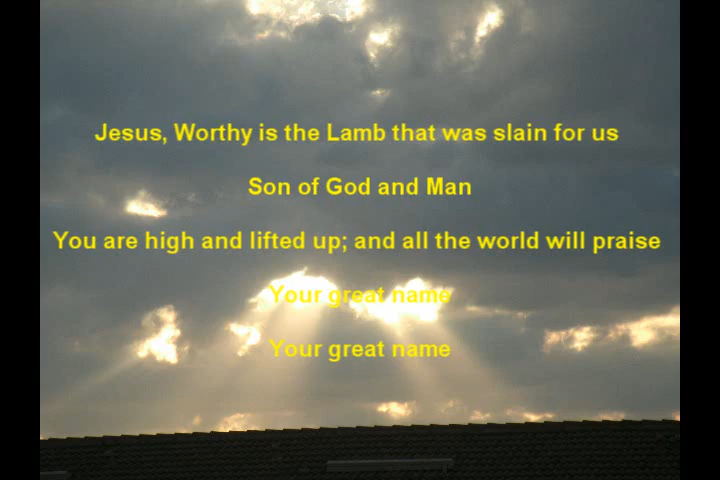 Jesus, Worthy is the Lamb that was slain for us
Son of God and Man
You are high and lifted up; and all the world will praise
Your great name
Your great name